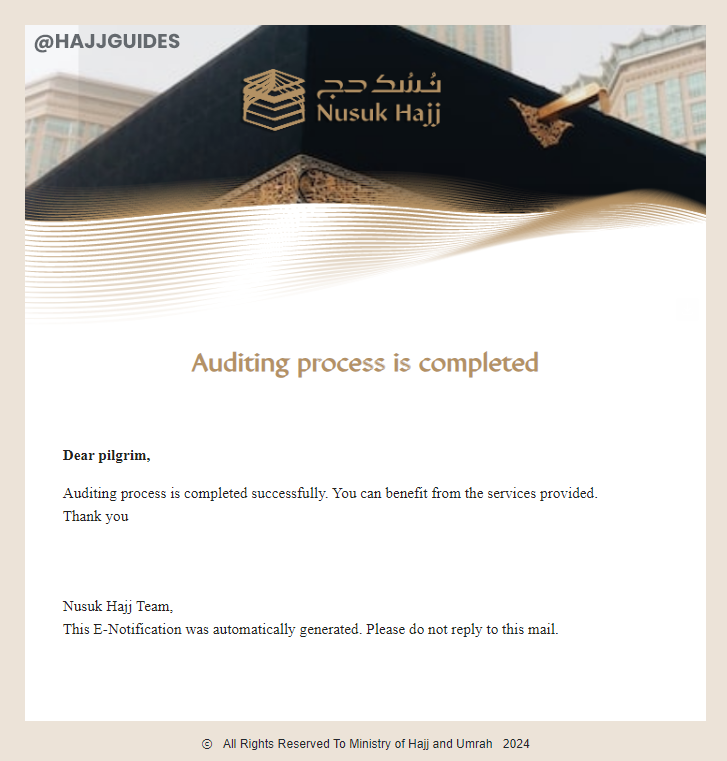 @HAJJGUIDES
نُسُك حج
Nusuk Hajj
Auditing process is completed
Dear pilgrim,
Auditing process is completed successfully. You can benefit from the services provided.
Thank you
Nusuk Hajj Team,
This E-Notification was automatically generated. Please do not reply to this mail.
© All Rights Reserved To Ministry of Hajj and Umrah 2024